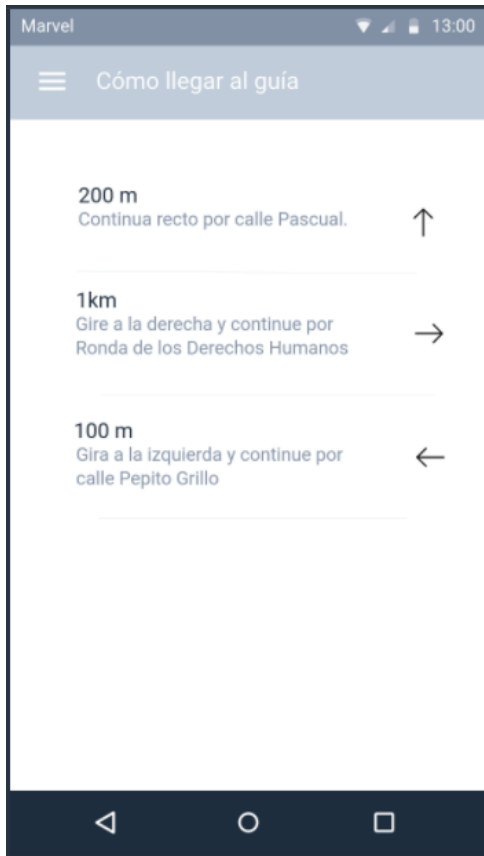 Marvel 13:00
Cómo llegar al guía
200 m
Continua recto por calle Pascual.
1km
Gire a la derecha y continue por
Ronda de los Derechos Humanos
100 m
Gira a la izquierda y continue por
calle Pepito Grillo